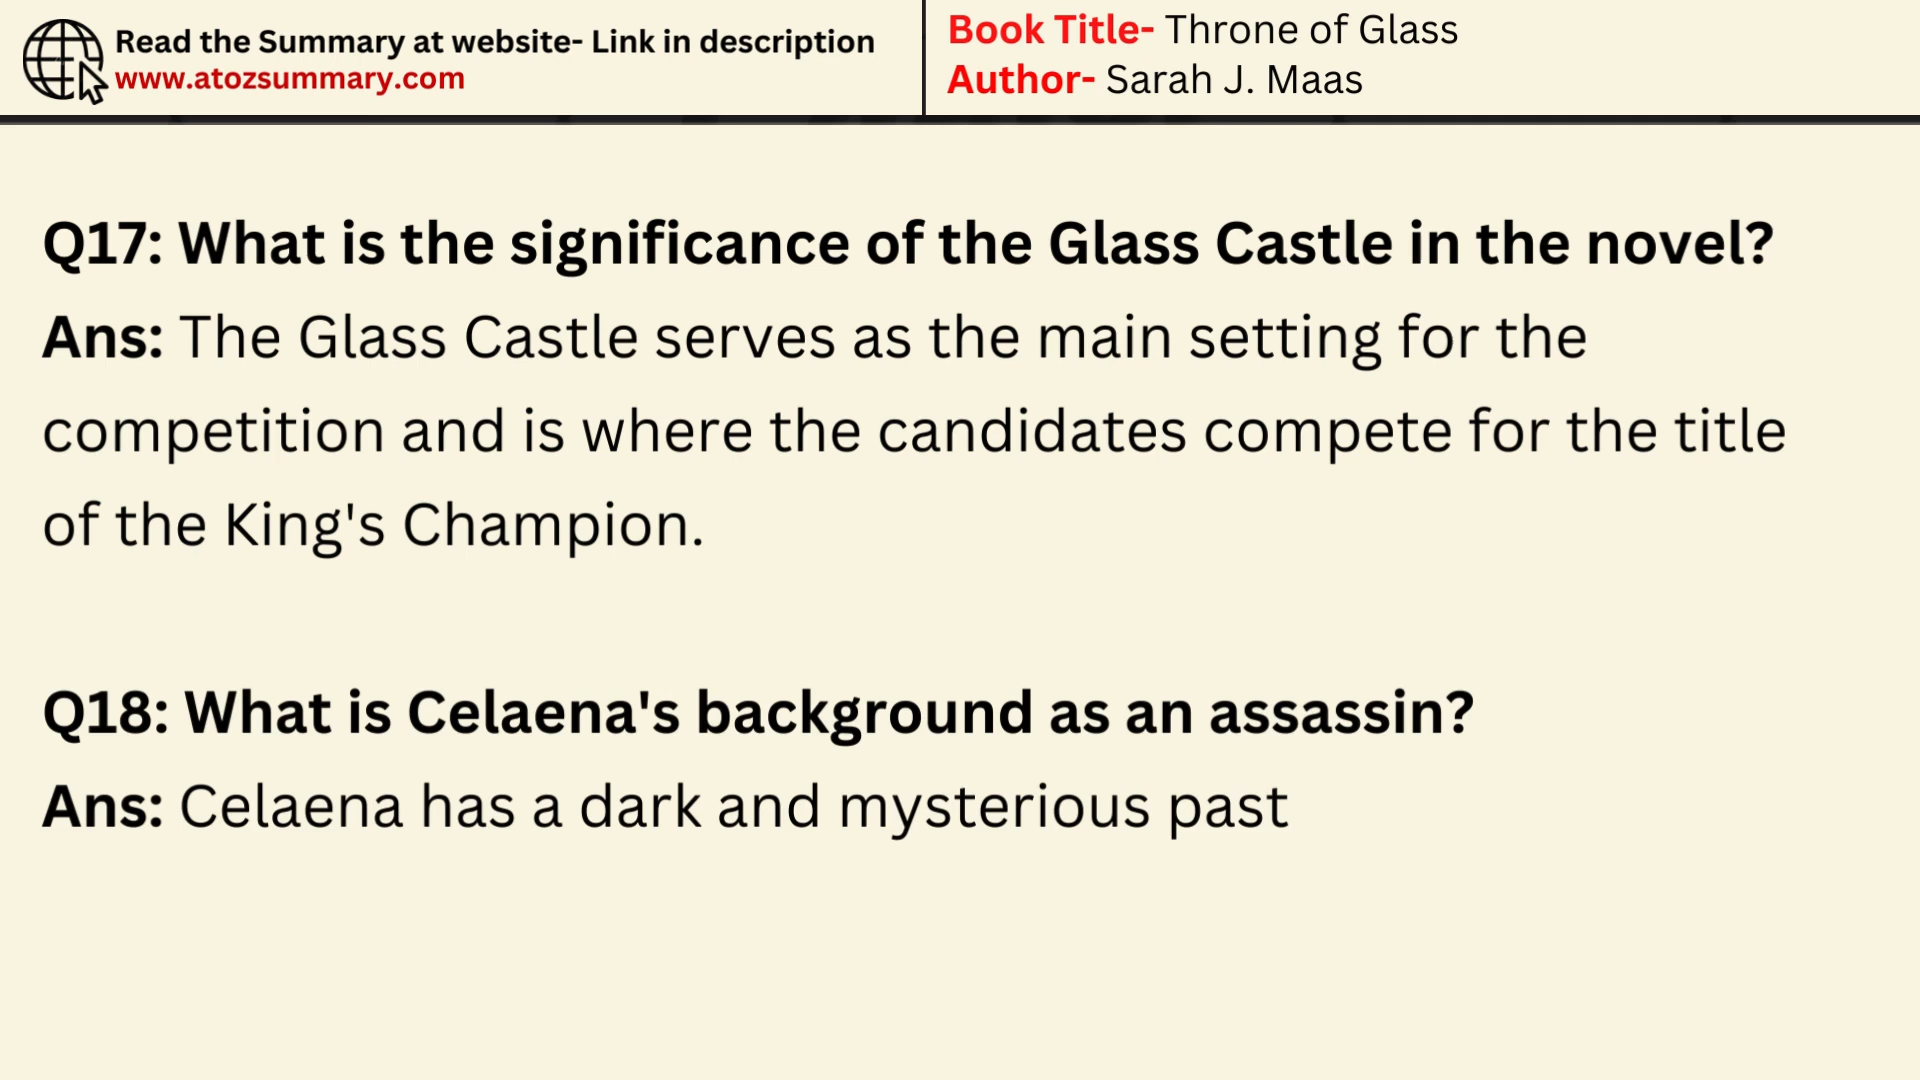 Read the Summary at website- Link in description
www.atozsummary.com
Book Title- Throne of Glass
Author- Sarah J. Maas
Q17: What is the significance of the Glass Castle in the novel?
Ans: The Glass Castle serves as the main setting for the
competition and is where the candidates compete for the title
of the King's Champion.
Q18: What is Celaena's background as an assassin?
Ans: Celaena has a dark and mysterious past